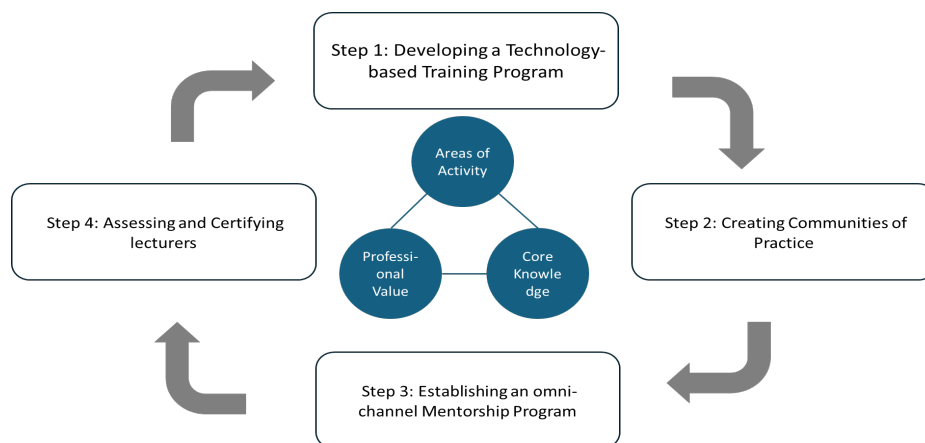 Step 1: Developing a Technology-
based Training Program
Areas of
Activity
Step 4: Assessing and Certifying
lecturers
Step 2: Creating Communities of
Practice
Professi-
onal
Value
Core
Knowle
dge
Step 3: Establishing an omni-
channel Mentorship Program